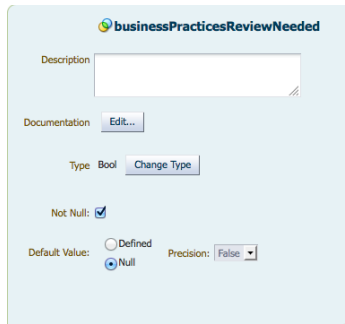 businessPracticesReviewNeeded
Description
Documentation Edit...
Type Bool Change Type
Not Null:
Defined
Default Value: Precision: False
Null